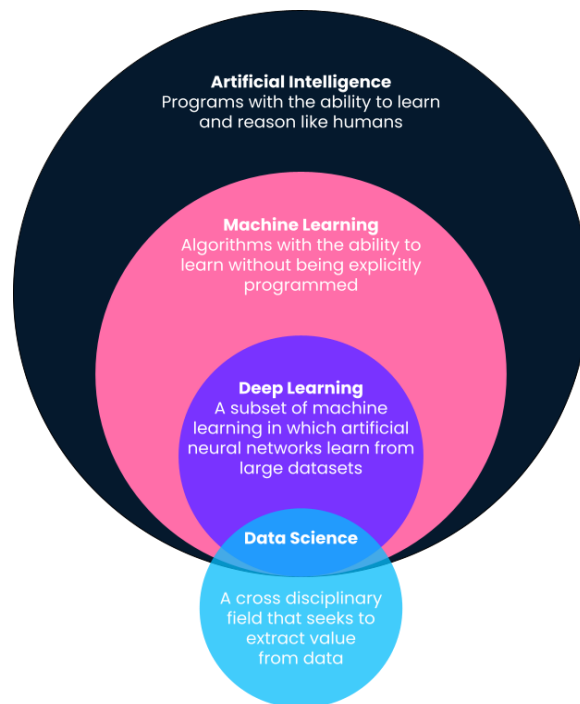 Artificial Intelligence
Programs with the ability to learn
and reason like humans
Machine Learning
Algorithms with the ability to
learn without being explicitly
programmed
Deep Learning
A subset of machine
learning in which artificial
neural networks learn from
large datasets
Data Science
A cross disciplinary
field that seeks to
extract value
from data